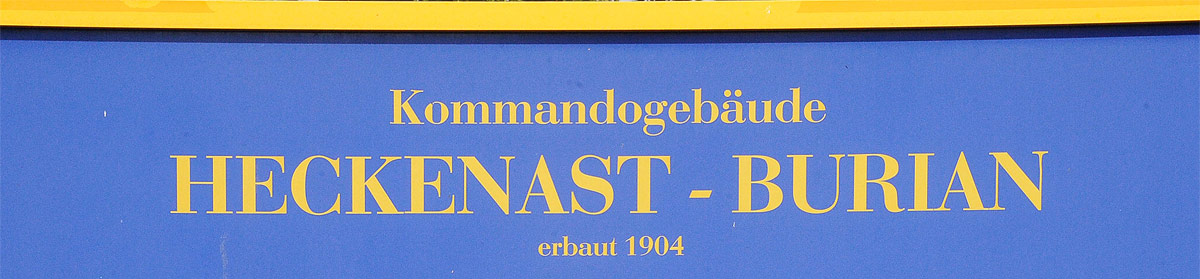 Kommandogebäude
HECKENAST - BURIAN
erbaut 1904